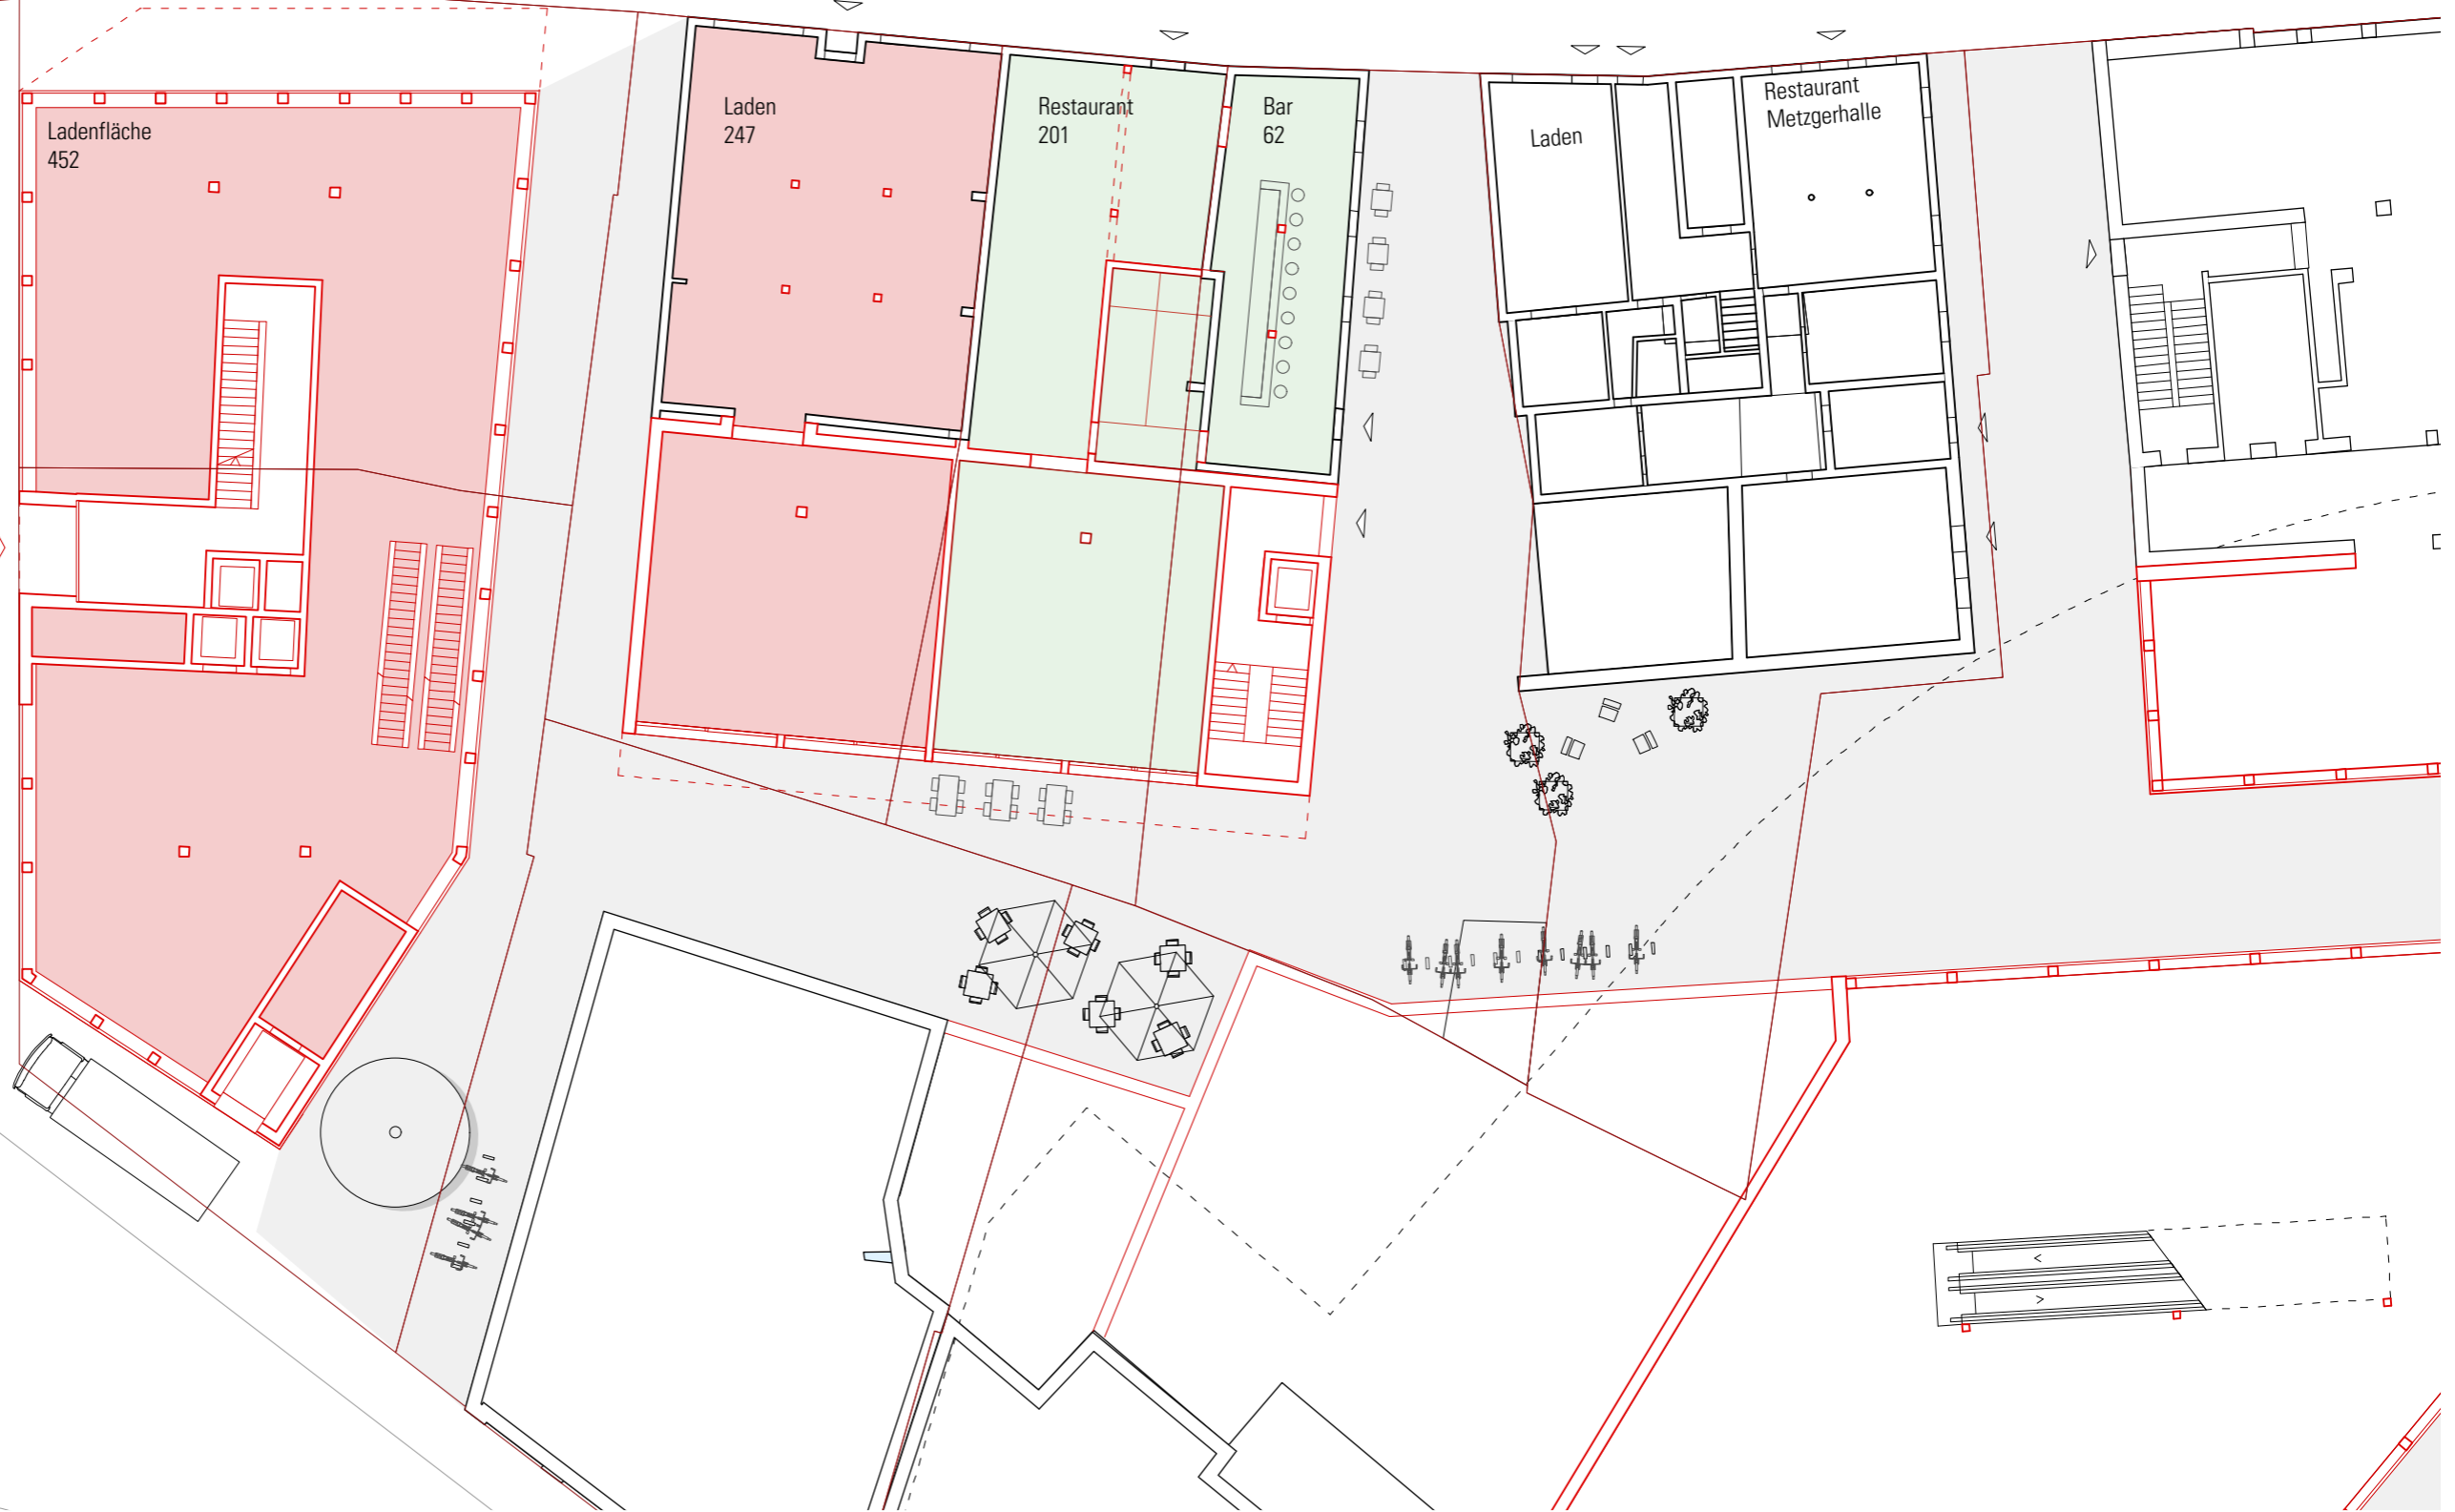 Ladenfläche
452
Laden
247
Restaurant
201
Bar
62
Laden
Restaurant
Metzgerhalle